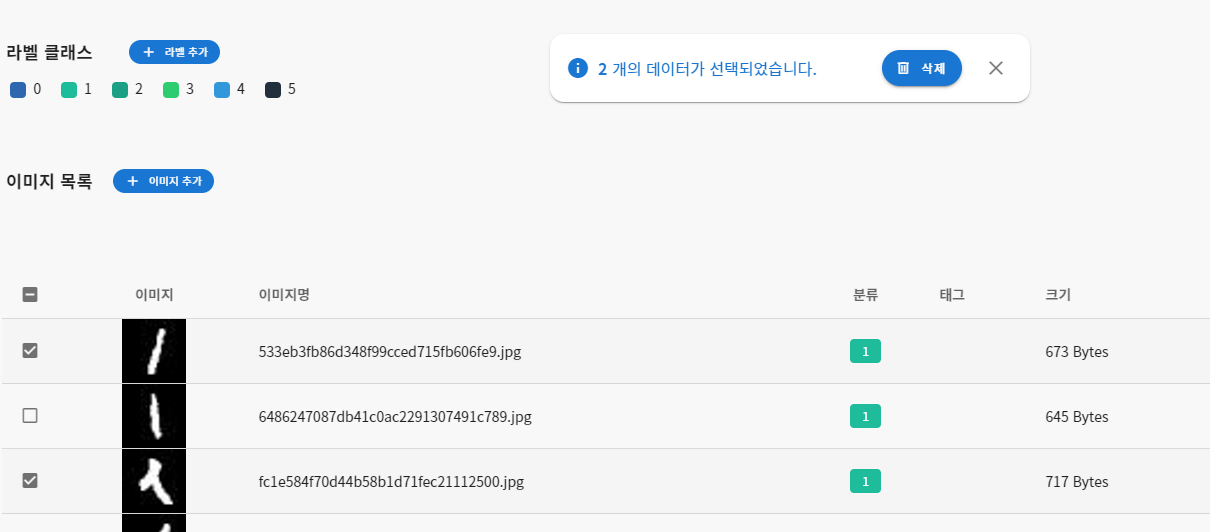 라벨 클래스
라벨 추가
0 1 2 3 4 5
2 개의 데이터가 선택되었습니다.
삭제
이미지 목록
이미지 추가
이미지 이미지명 분류 태그 크기
533eb3fb86d348f99cced715fb606fe9.jpg 1 673 Bytes
6486247087db41c0ac2291307491c789.jpg 1 645 Bytes
fc1e584f70d44b58b1d71fec21112500.jpg 1 717 Bytes